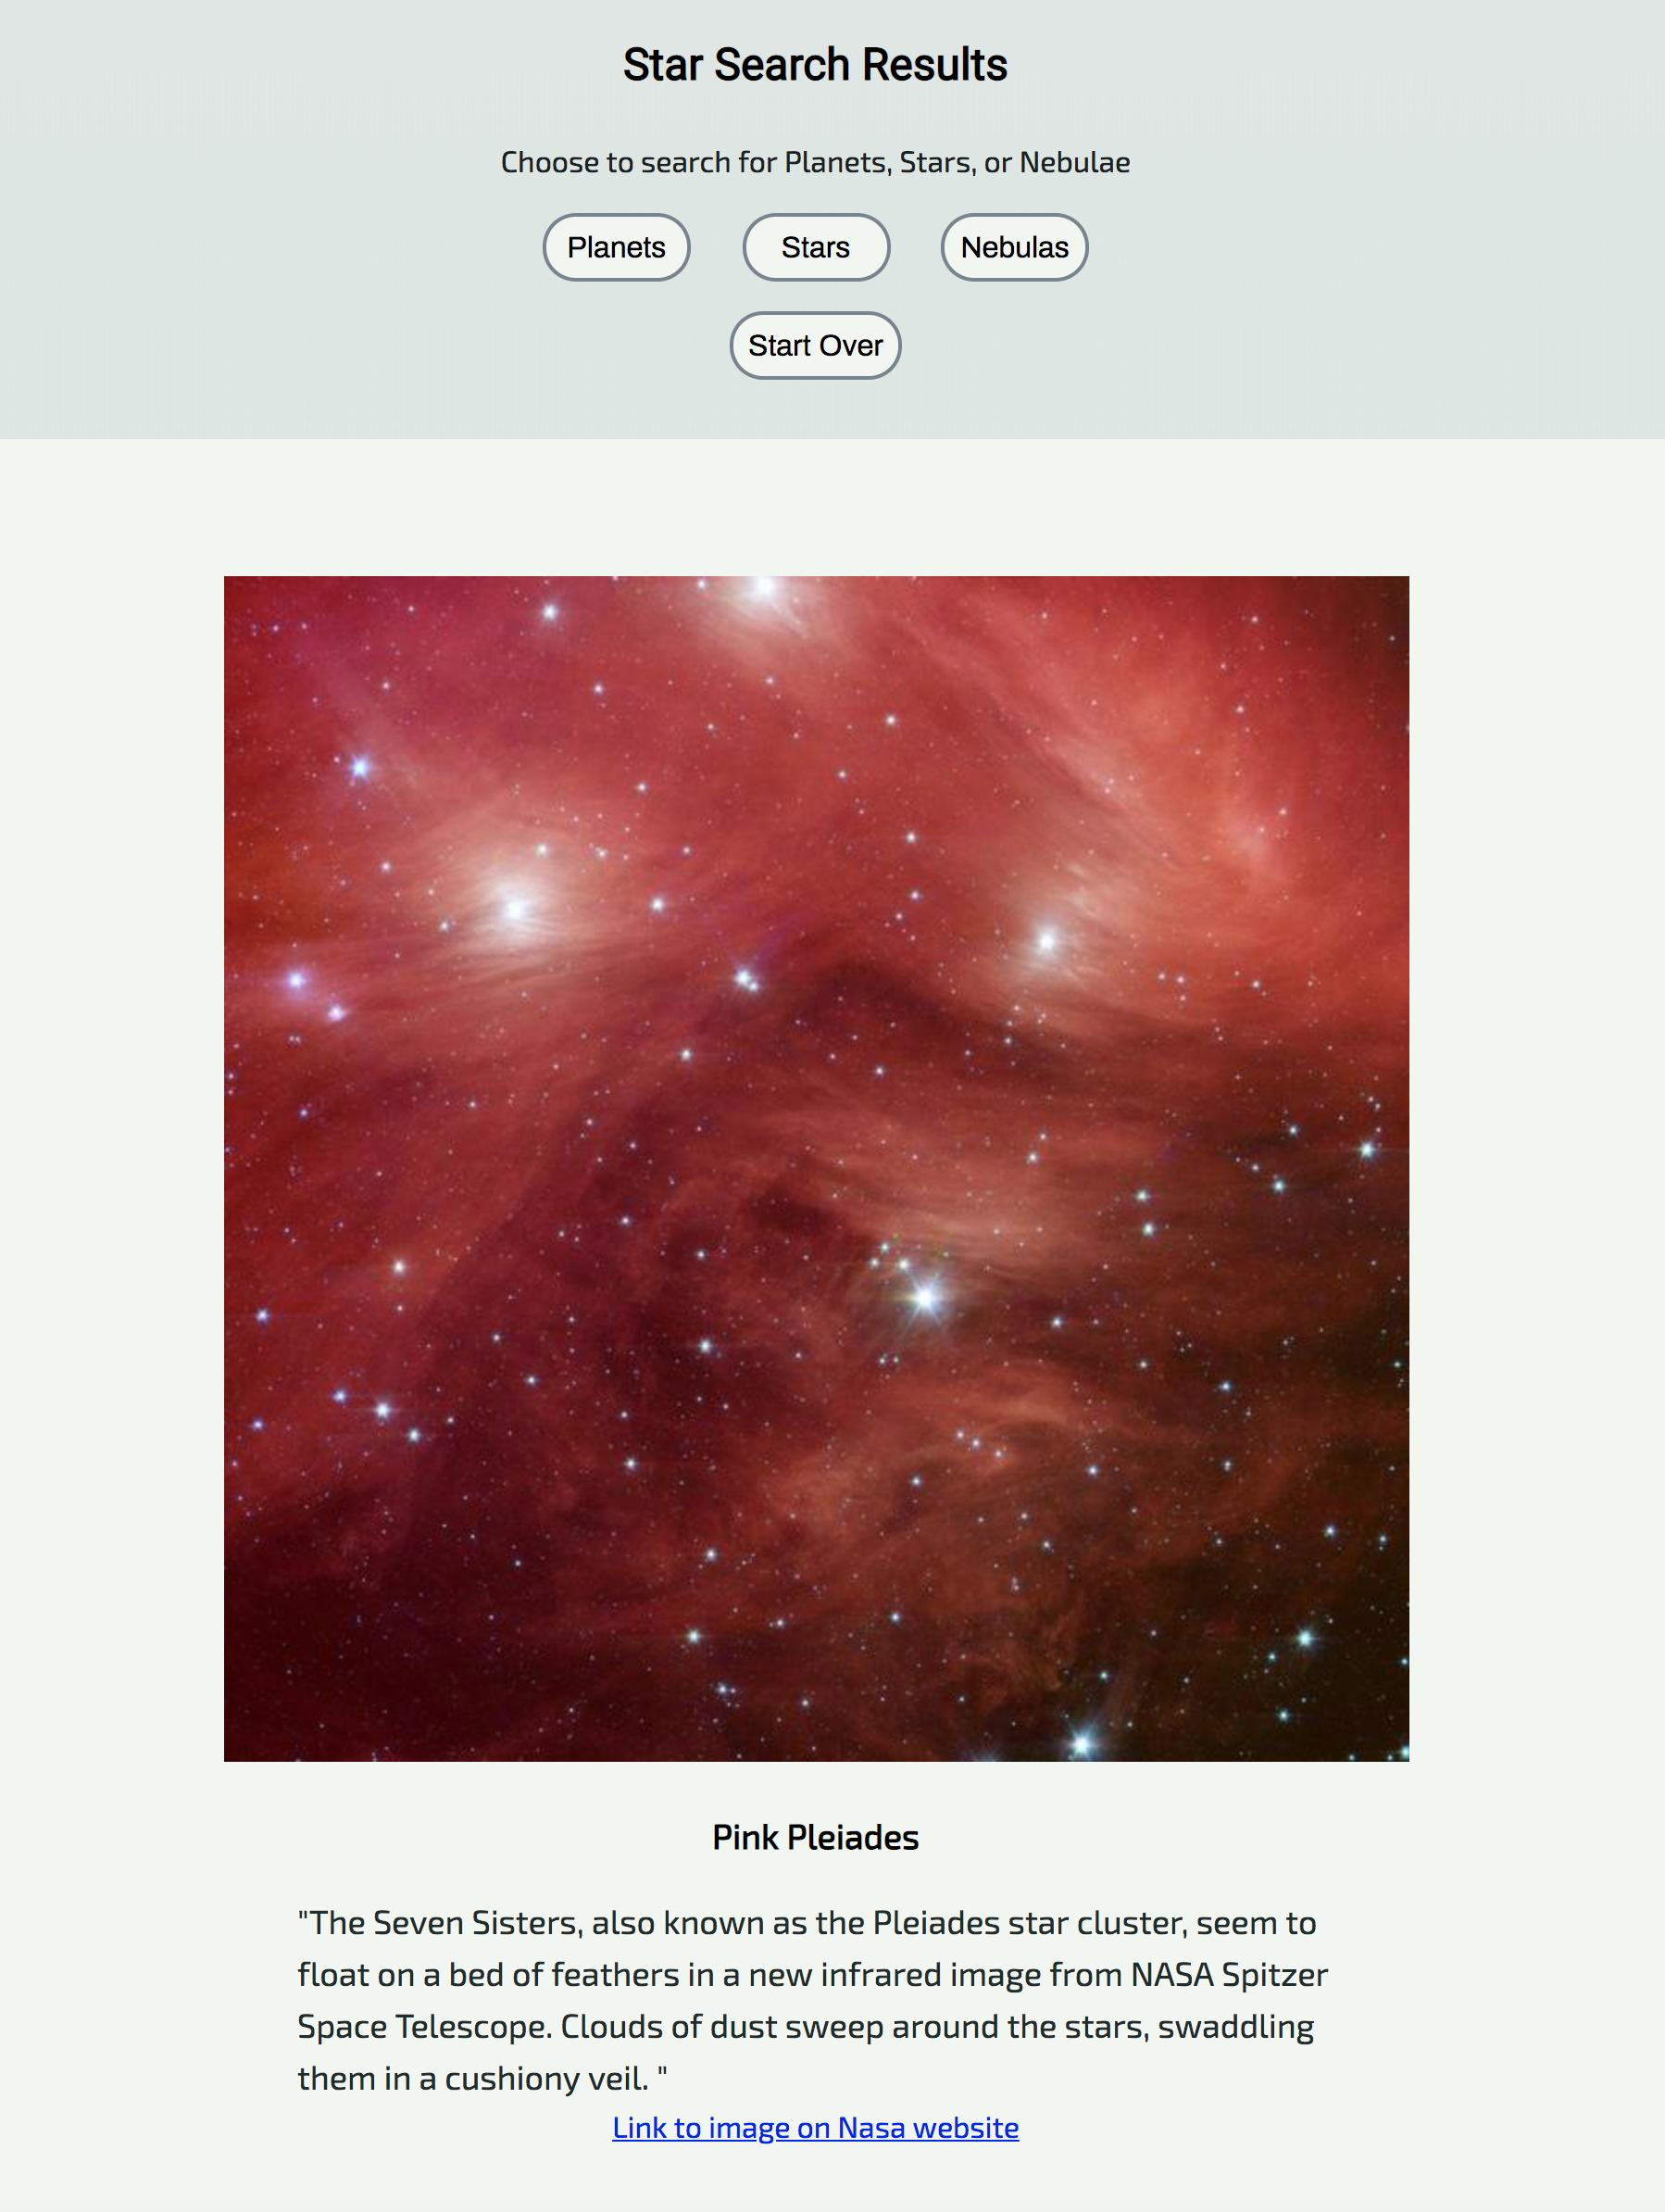 Star Search Results
Choose to search for Planets, Stars, or Nebulae
Planets Stars Nebulas
Start Over
Pink Pleiades
"The Seven Sisters, also known as the Pleiades star cluster, seem to
float on a bed of feathers in a new infrared image from NASA Spitzer
Space Telescope. Clouds of dust sweep around the stars, swaddling
them in a cushiony veil. "
Link to image on Nasa website